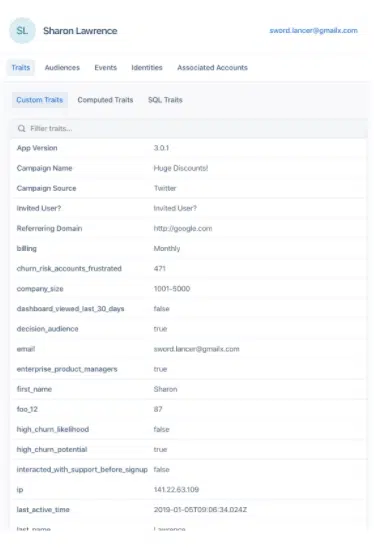 SL Sharon Lawrence sword.lancer@gmailx.com
Traits Audiences Events Identities Associated Accounts
Custom Traits Computed Traits SQL Traits
Filter traits...
App Version 3.0.1
Campaign Name Huge Discounts!
Campaign Source Twitter
Invited User? Invited User?
Referrering Domain http://google.com
billing Monthly
churn_risk_accounts_frustrated 471
company_size 1001-5000
dashboard_viewed_last_30_days false
decision_audience true
email sword.lancer@gmailx.com
enterprise_product_managers true
first_name Sharon
foo_12 87
high_churn_likelihood false
high_churn_potential true
interacted_with_support_before_signup false
ip 141.22.63.109
last_active_time 2019-01-05T09:06:34.024Z
last_name Lawrence